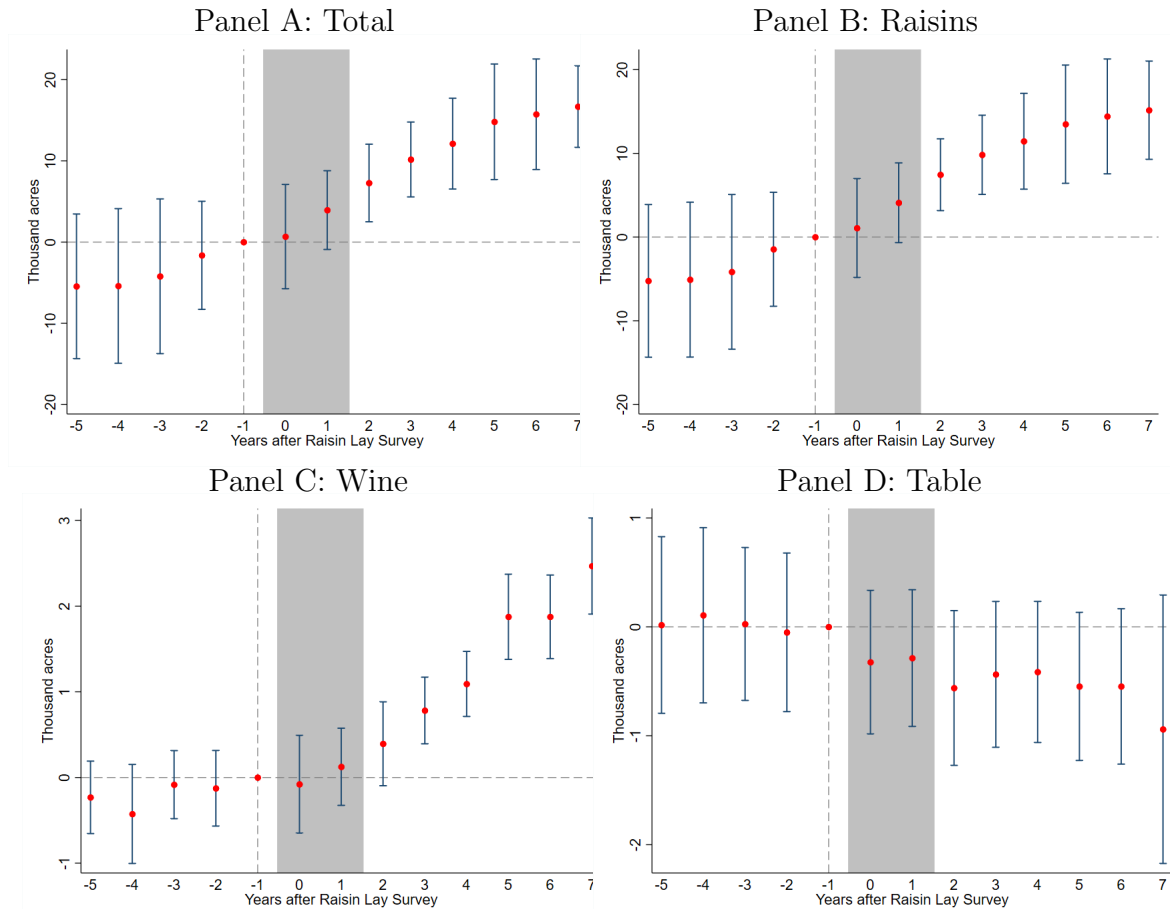 Panel A: Total
Thousand acres
20
10
0
-10
-20
-5 -4 -3 -2 -1 0 1 2 3 4 5 6 7
Years after Raisin Lay Survey
Panel B: Raisins
Thousand acres
20
10
0
-10
-20
-5 -4 -3 -2 -1 0 1 2 3 4 5 6 7
Years after Raisin Lay Survey
Panel C: Wine
Thousand acres
3
2
1
0
-1
-5 -4 -3 -2 -1 0 1 2 3 4 5 6 7
Years after Raisin Lay Survey
Panel D: Table
Thousand acres
1
0
-1
-2
-5 -4 -3 -2 -1 0 1 2 3 4 5 6 7
Years after Raisin Lay Survey